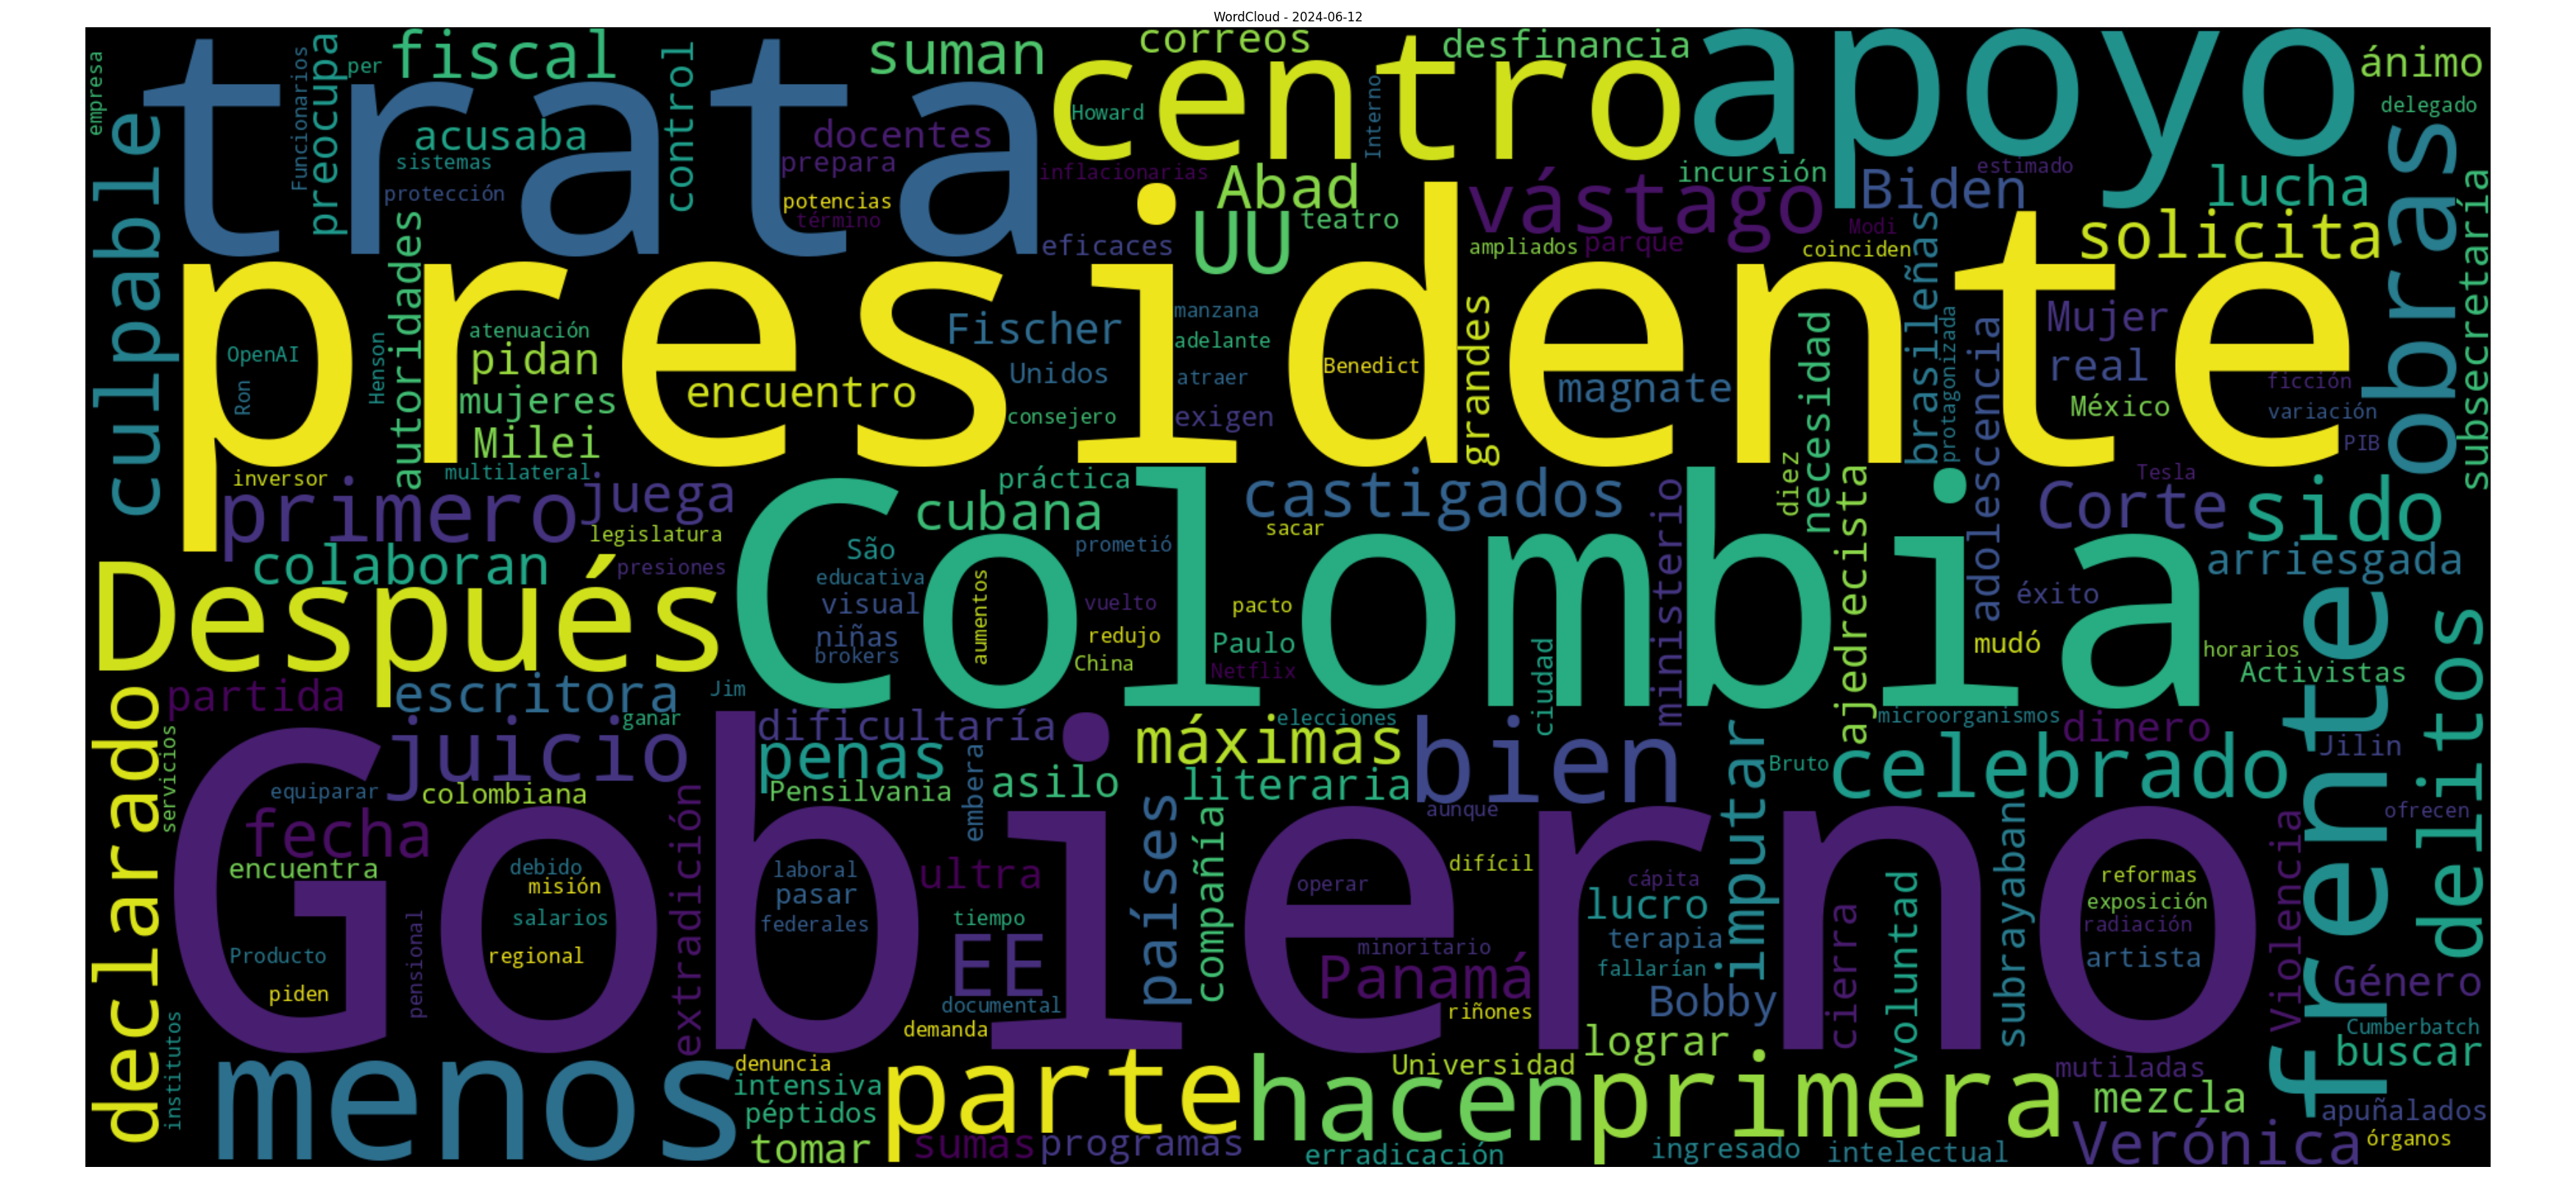 WordCloud - 2024-06-12
empresa
culpable
trata
Funcionarios
preocupa
per
fiscal
acusaba
sistemas
protección
control
suman
docentes
prepara
potencias
término
centro
correos
desfinancia
Howard
Interno
inflacionarias
apoyo
ánimo
delegado
obras
subsecretaría
Abad
UU
teatro
eficaces
vástago
incursión
Biden
estimado
lucha
ampliados
parque
Modi
coinciden
brasileñas
solicita
presidente
autoridades
OpenAI
Ron
Henson
atenuación
pidan
mujeres
Milei
encuentro
Fischer
Unidos
manzana
adelante
atraer
consejero
exigen
Benedict
grandes
magnate
necesidad
protagonizada
adolescencia
Mujer
real
México
ficción
variación
PIB
inversor
multilateral
primero
juega
legislatura
colaboran
presiones
Después
Colombia
cubana
práctica
castigados
sacar
diez
ministerio
ajedrecista
Tesla
Corte
sido
arriesgada
éxito
São
educativa
visual
niñas
brokers
aumentos
prometió
vuelto
redujo
China
pacto
Paulo
Netflix
ciudad
mudó
horarios
Activistas
frente
delitos
declarado
partida
escritora
Jim
ganar
servicios
juicio
dificultaría
penas
Pensilvania
embera
asilo
máximas
elecciones
literaria
bien
imputar
microorganismos
Bruto
celebrado
dinero
Jilin
Gobierno
equiparar
colombiana
fecha
encuentra
extradición
debido
misión
salarios
regional
Producto
piden
pensional
laboral
pasar
federales
ultra
tiempo
EE
documental
demanda
países
compañía
aunque
operar
difícil
minoritario
Panamá
riñones
cápita
lucro
terapia
fallarían
Bobby
cierra
voluntad
subrayaban
reformas
exposición
radiación
artista
Violencia
ofrecen
Género
Cumberbatch
buscar
institutos
menos
denuncia
intensiva
péptidos
tomar
parte
sumas
programas
hacen
Universidad
lograr
erradicación
primera
ingresado
intelectual
mutiladas
mezcla
Verónica
apuñalados
órganos